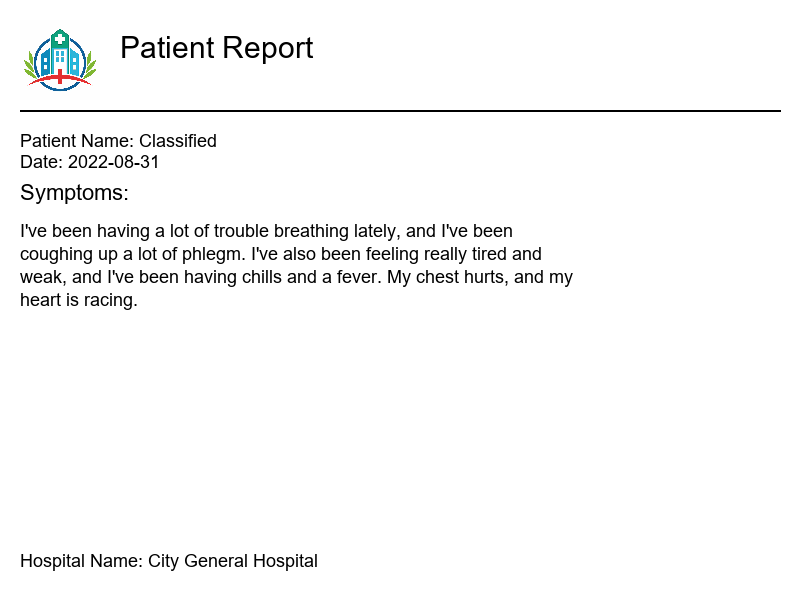 Patient Report
Patient Name: Classified
Date: 2022-08-31
Symptoms:
I've been having a lot of trouble breathing lately, and I've been
coughing up a lot of phlegm. I've also been feeling really tired and
weak, and I've been having chills and a fever. My chest hurts, and my
heart is racing.
Hospital Name: City General Hospital